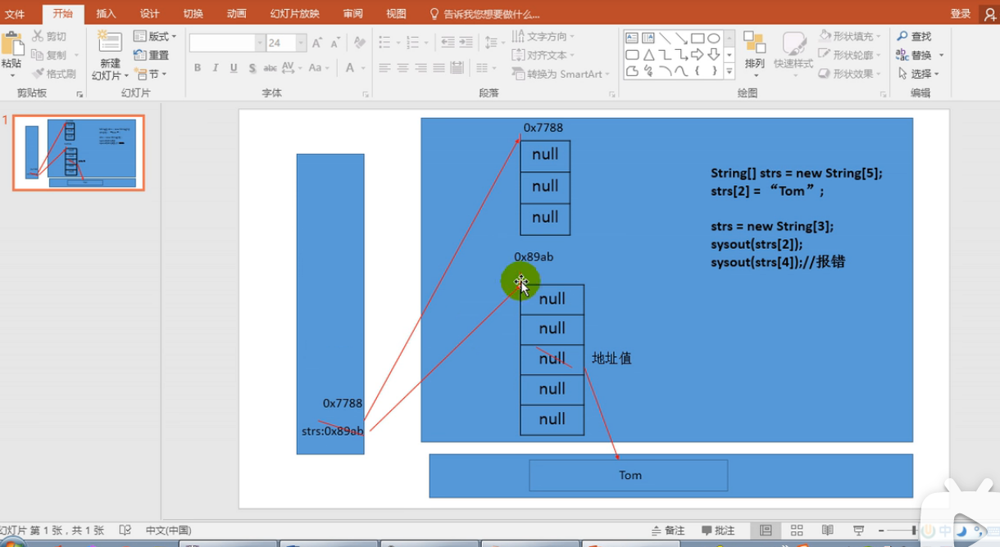 文件 开始 插入 设计 切换 动画 幻灯片放映 审阅 视图 告诉我您想要做什么... 登录
粘贴
剪切
复制
格式刷
剪贴板
新建
幻灯片
版式
重置
节
幻灯片
24
B I U S abc AV Aa A
字体
文字方向
对齐文本
转换为 SmartArt
段落
排列
快速样式
形状填充
形状轮廓
形状效果
绘图
查找
替换
选择
编辑
1
0x7788
null
null
null
0x89ab
null
null
null
null
null
地址值
String[] strs = new String[5];
strs[2] = “Tom”;
strs = new String[3];
sysout(strs[2]);
sysout(strs[4]);//报错
0x7788
strs:0x89ab
Tom
幻灯片 第 1 张，共 1 张 中文(中国) 备注 批注
中